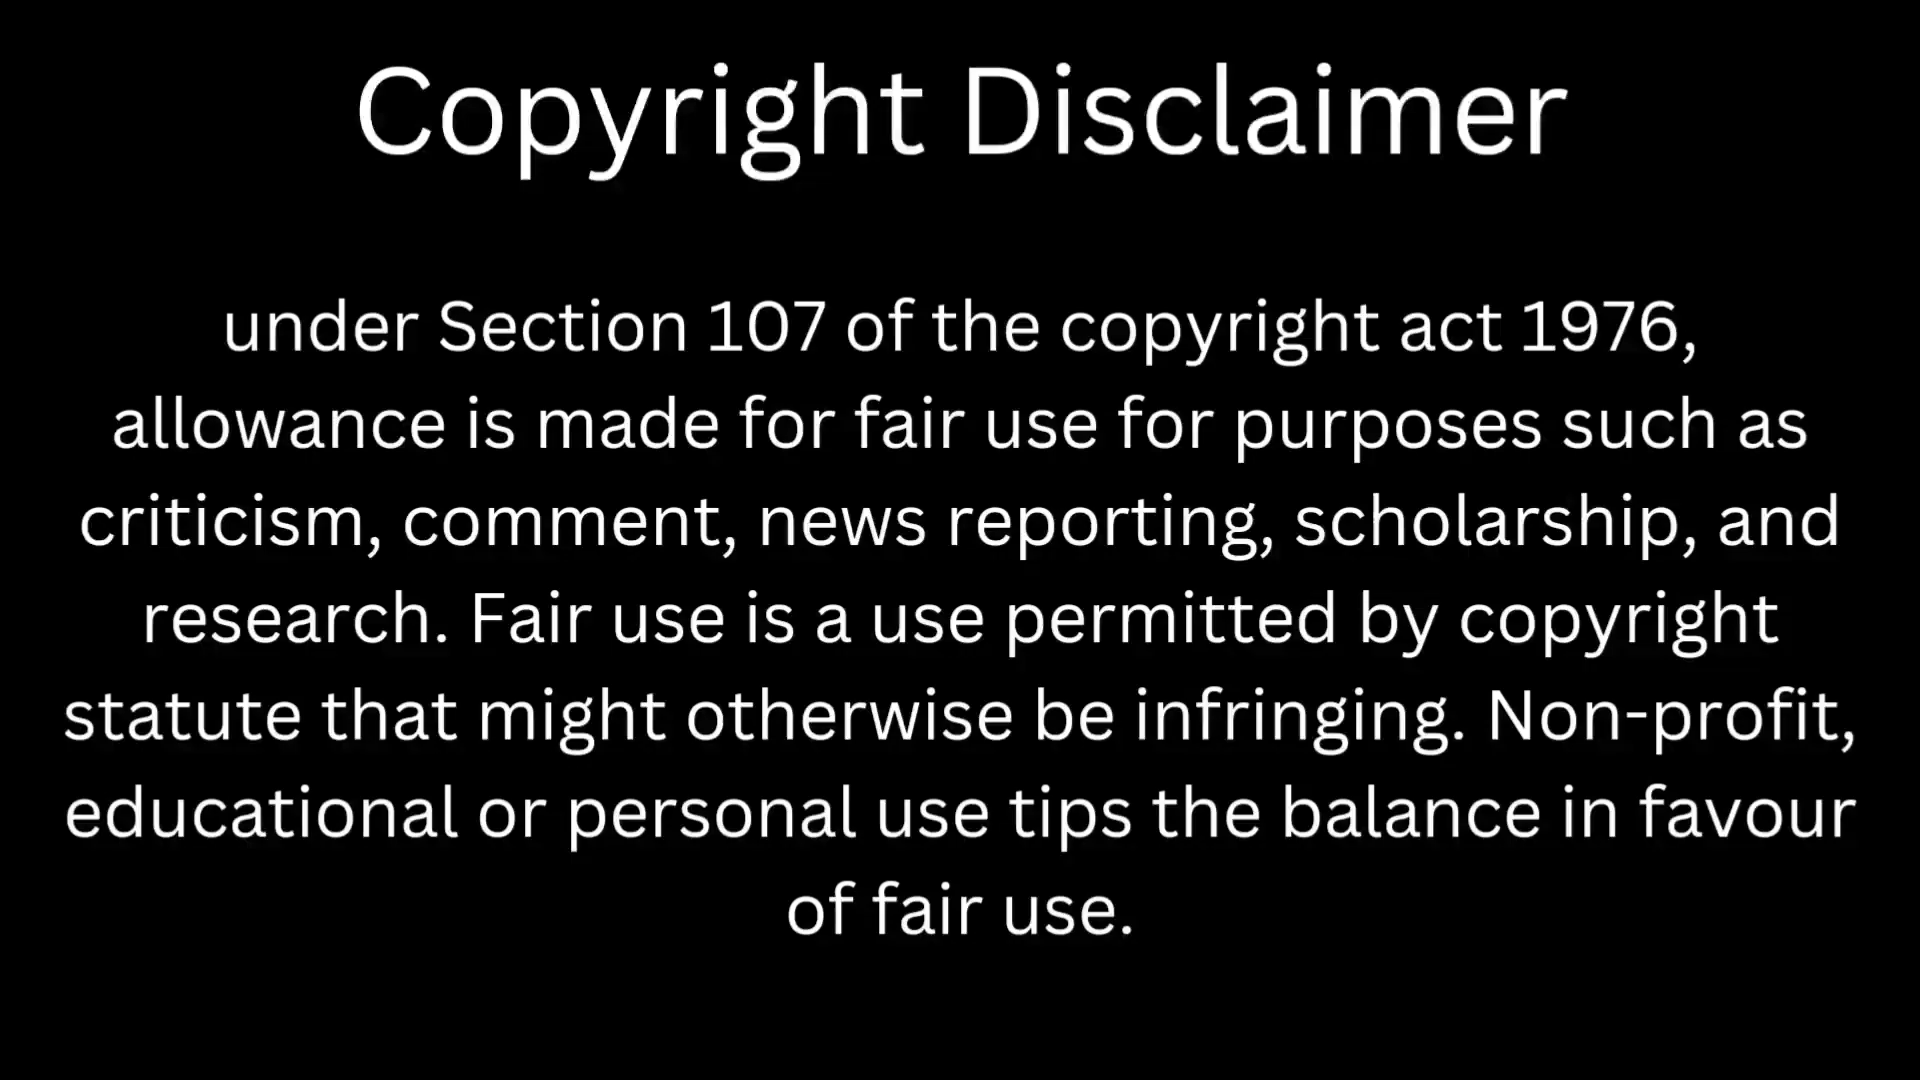 Copyright Disclaimer
under Section 107 of the copyright act 1976,
allowance is made for fair use for purposes such as
criticism, comment, news reporting, scholarship, and
research. Fair use is a use permitted by copyright
statute that might otherwise be infringing. Non-profit,
educational or personal use tips the balance in favour
of fair use.